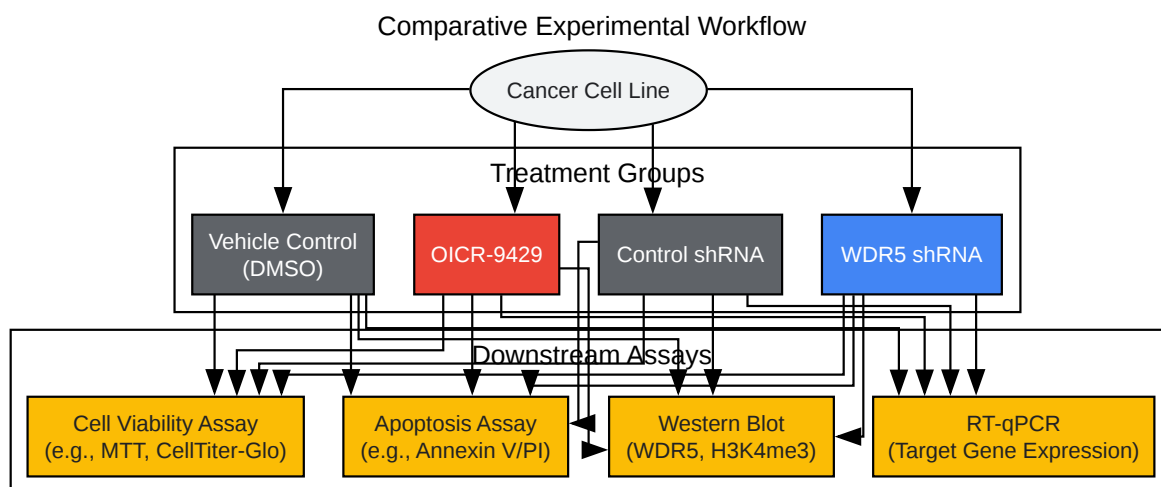 Comparative Experimental Workflow
Cancer Cell Line
Treatment Groups
Vehicle Control
(DMSO)
OICR-9429
Control shRNA
WDR5 shRNA
Downstream Assays
Cell Viability Assay
(e.g., MTT, CellTiter-Glo)
Apoptosis Assay
(e.g., Annexin V/PI)
Western Blot
(WDR5, H3K4me3)
RT-qPCR
(Target Gene Expression)